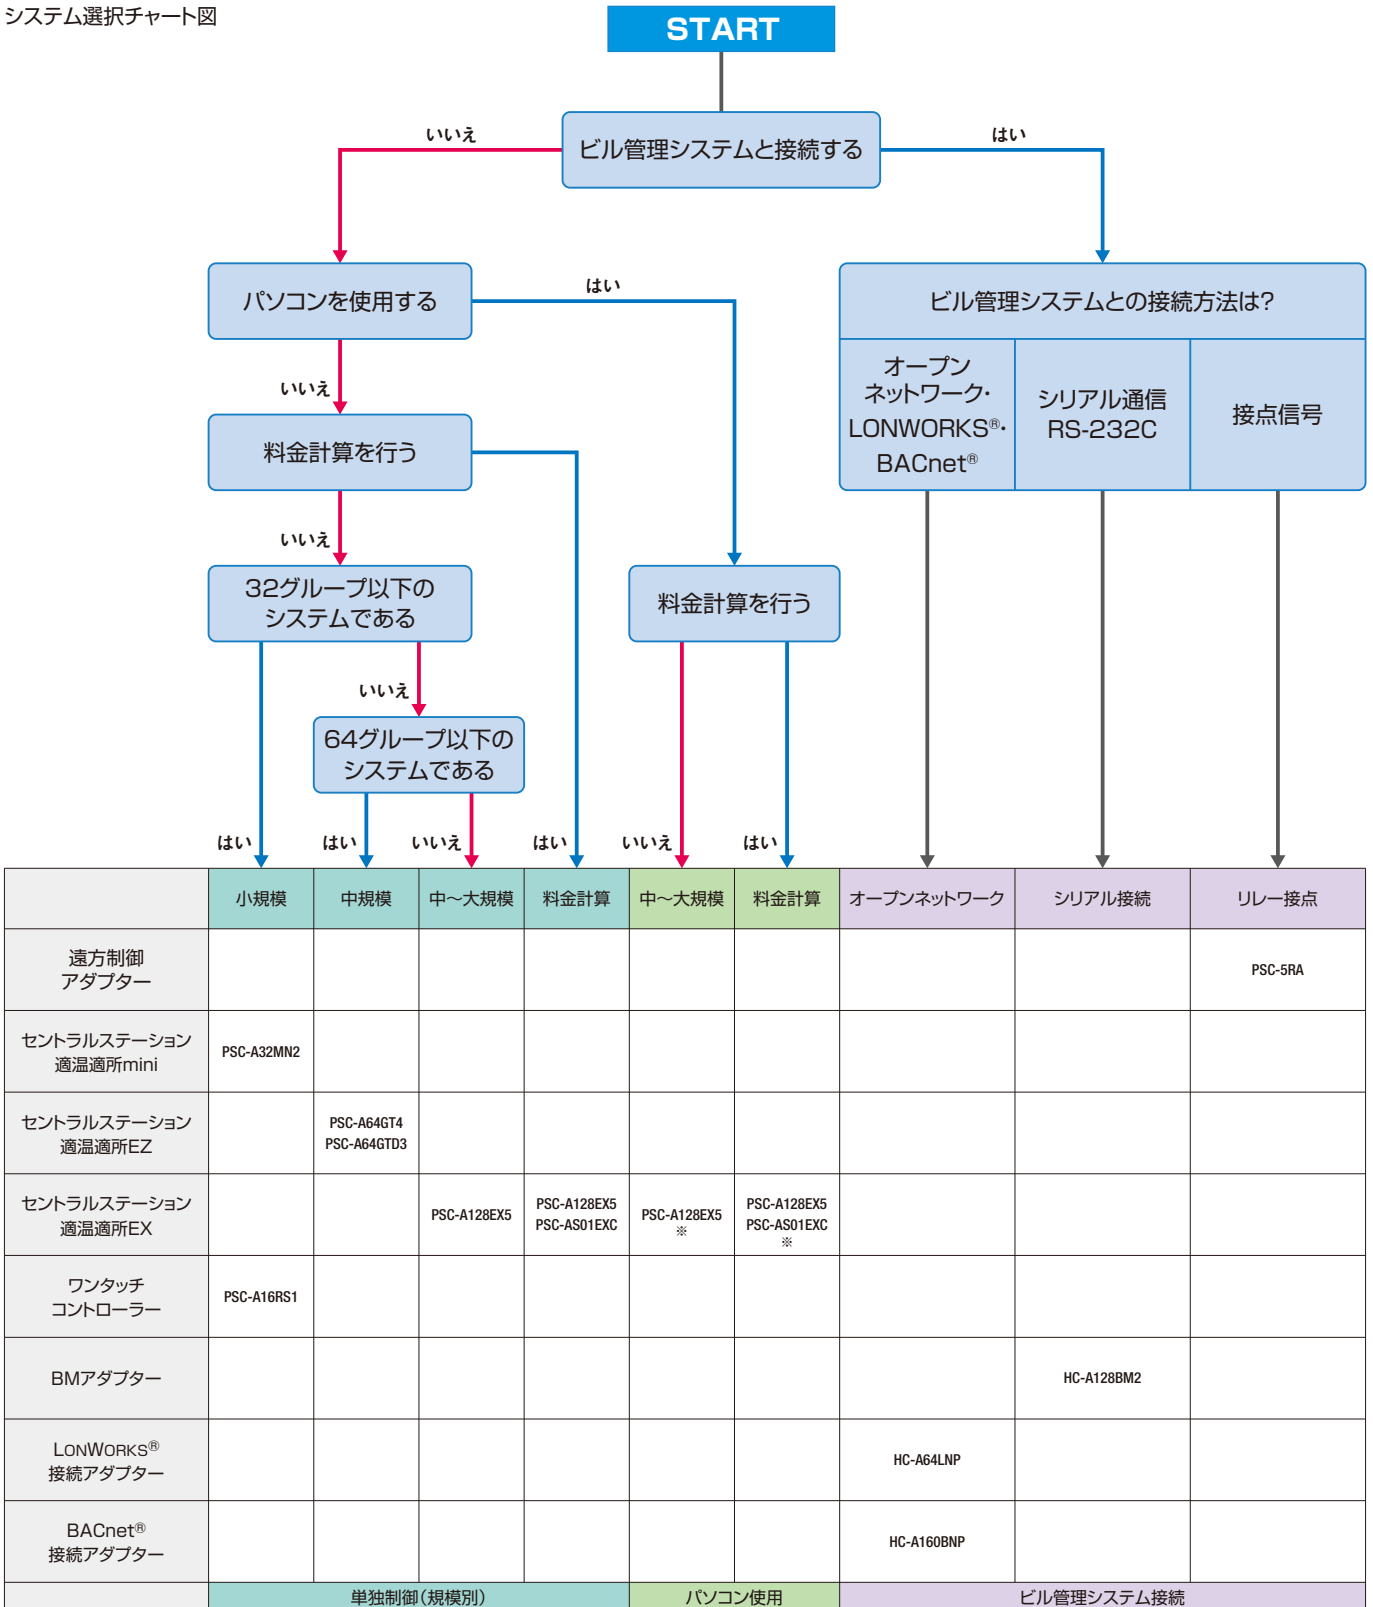 システム選択チャート図
START
ビル管理システムと接続する
いいえ
はい
パソコンを使用する
はい
ビル管理システムとの接続方法は?
オープン
ネットワーク・
LONWORKS®・
BACnet®
シリアル通信
RS-232C
接点信号
いいえ
料金計算を行う
いいえ
32グループ以下の
システムである
料金計算を行う
いいえ
64グループ以下の
システムである
はい
はい
いいえ
はい
いいえ
はい
小規模
中規模
中〜大規模
料金計算
中〜大規模
料金計算
オープンネットワーク
シリアル接続
リレー接点
遠方制御
アダプター
PSC-5RA
セントラルステーション
適温適所mini
PSC-A32MN2
セントラルステーション
適温適所EZ
PSC-A64GT4
PSC-A64GTD3
セントラルステーション
適温適所EX
PSC-A128EX5
PSC-A128EX5
PSC-AS01EXC
PSC-A128EX5
※
PSC-A128EX5
PSC-AS01EXC
※
ワンタッチ
コントローラー
PSC-A16RS1
BMアダプター
HC-A128BM2
LONWORKS®
接続アダプター
HC-A64LNP
BACnet®
接続アダプター
HC-A160BNP
単独制御（規模別）
パソコン使用
ビル管理システム接続